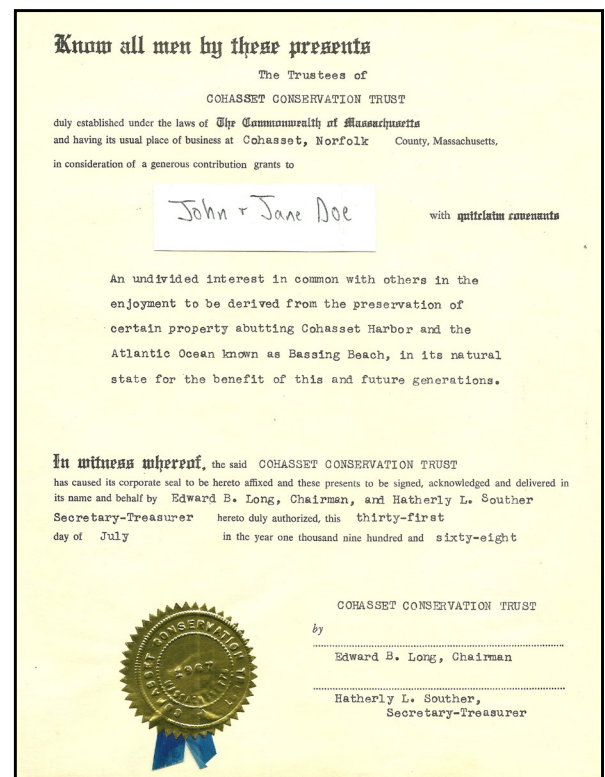 Know all men by these presents
The Trustees of
COHASSET CONSERVATION TRUST
duly established under the laws of The Commonwealth of Massachusetts
and having its usual place of business at Cohasset, Norfolk County, Massachusetts,
in consideration of a generous contribution grants to
John + Jane Doe
with quitclaim covenants
An undivided interest in common with others in the
enjoyment to be derived from the preservation of
certain property abutting Cohasset Harbor and the
Atlantic Ocean known as Bassing Beach, in its natural
state for the benefit of this and future generations.
In witness whereof, the said COHASSET CONSERVATION TRUST
has caused its corporate seal to be hereto affixed and these presents to be signed, acknowledged and delivered in
its name and behalf by Edward B. Long, Chairman, and Hatherly L. Souther
Secretary-Treasurer hereto duly authorized, this thirty-first
day of July in the year one thousand nine hundred and sixty-eight
COHASSET CONSERVATION TRUST
by
Edward B. Long, Chairman
Hatherly L. Souther,
Secretary-Treasurer
COHASSET CONSERVATION TRUST
1967